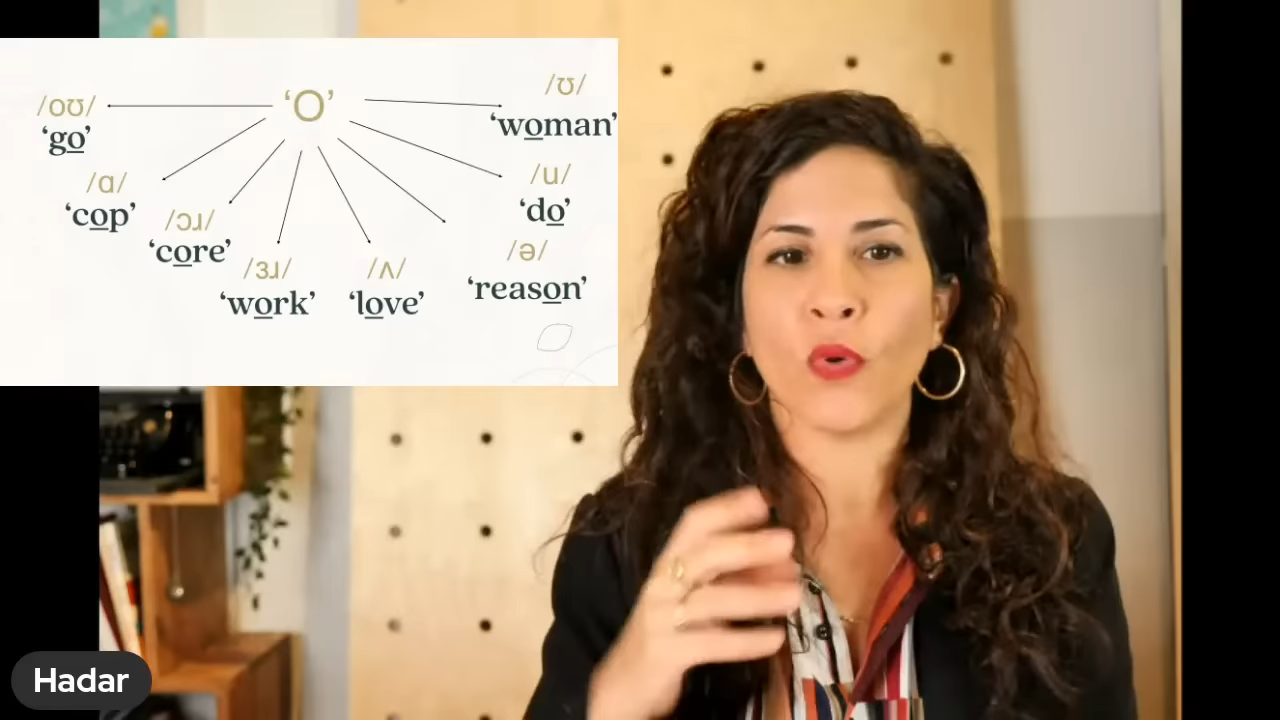 ‘O’
/oʊ/
‘go’
/ɑ/
‘cop’
/ɔɹ/
‘core’
/ɜɹ/
‘work’
/ʌ/
‘love’
/ə/
‘reason’
/u/
‘do’
/ʊ/
‘woman’
Hadar